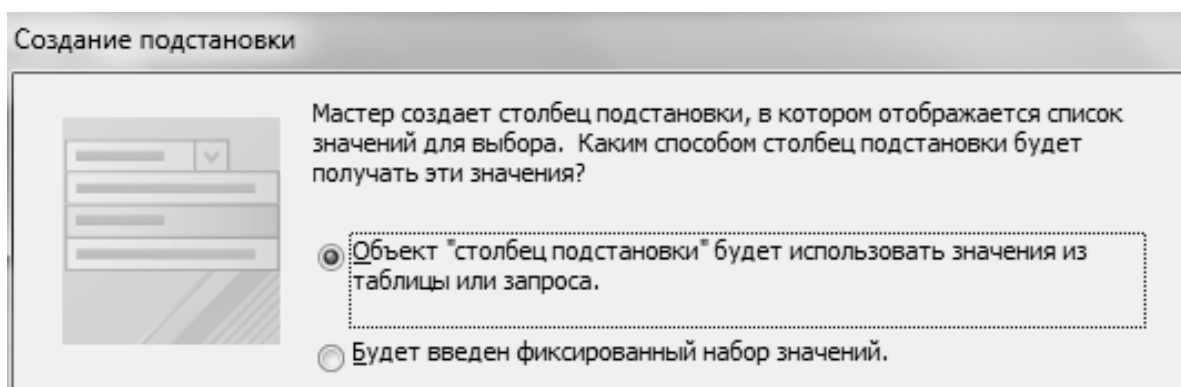 Создание подстановки
Мастер создает столбец подстановки, в котором отображается список
значений для выбора. Каким способом столбец подстановки будет
получать эти значения?
Объект "столбец подстановки" будет использовать значения из
таблицы или запроса.
Будет введен фиксированный набор значений.